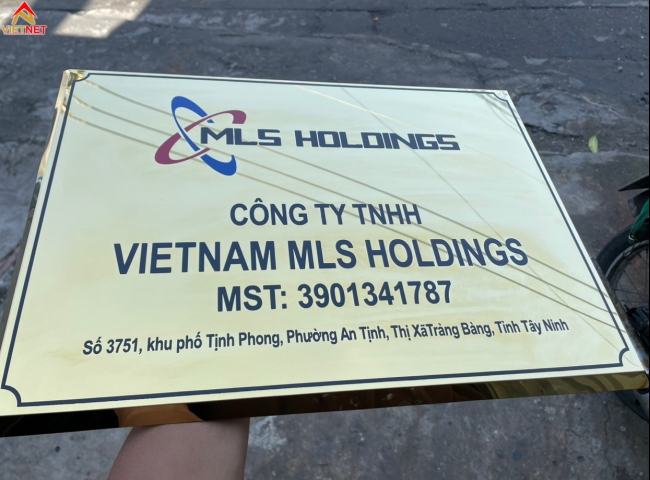 VIETNET
MLS HOLDINGS
CÔNG TY TNHH
VIETNAM MLS HOLDINGS
MST: 3901341787
Số 3751, khu phố Tịnh Phong, Phường An Tịnh, Thị XãTrảng Bàng, Tỉnh Tây Ninh